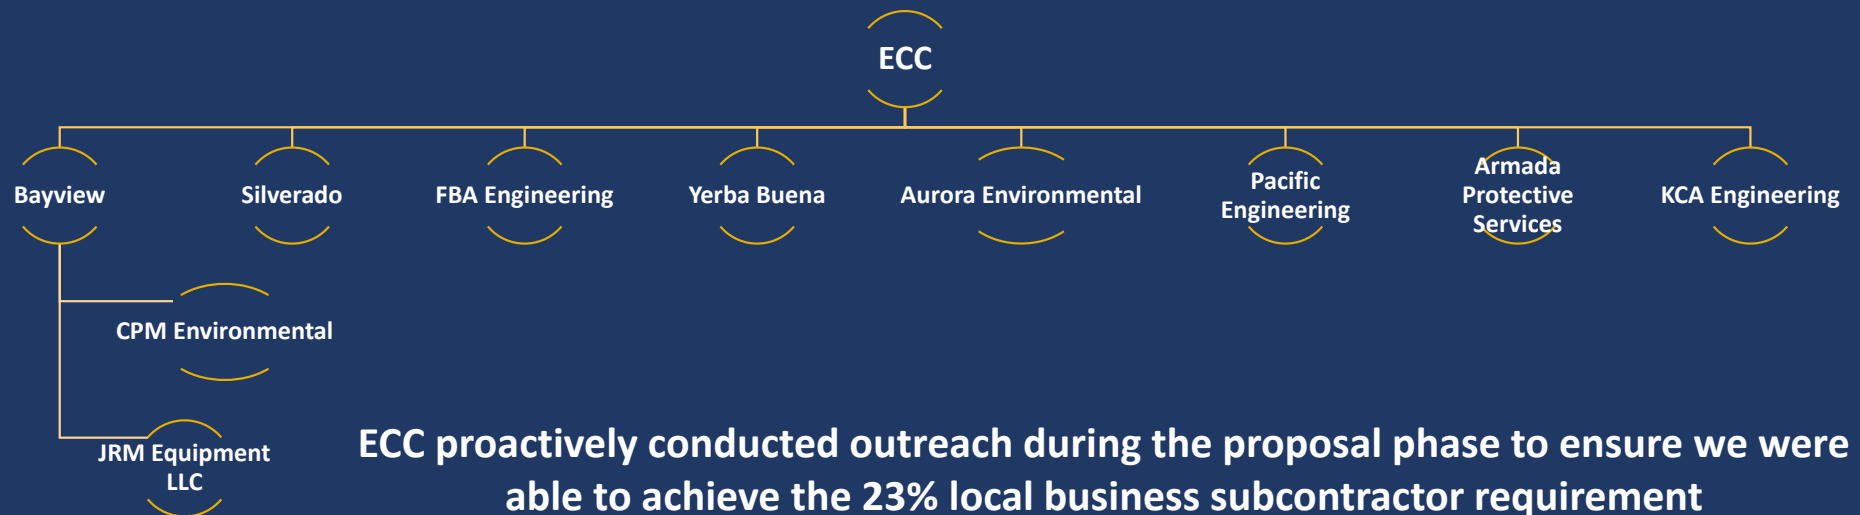 ECC
Bayview
Silverado
FBA Engineering
Yerba Buena
Aurora Environmental
Pacific
Engineering
Armada
Protective
Services
KCA Engineering
CPM Environmental
JRM Equipment
LLC
ECC proactively conducted outreach during the proposal phase to ensure we were
able to achieve the 23% local business subcontractor requirement